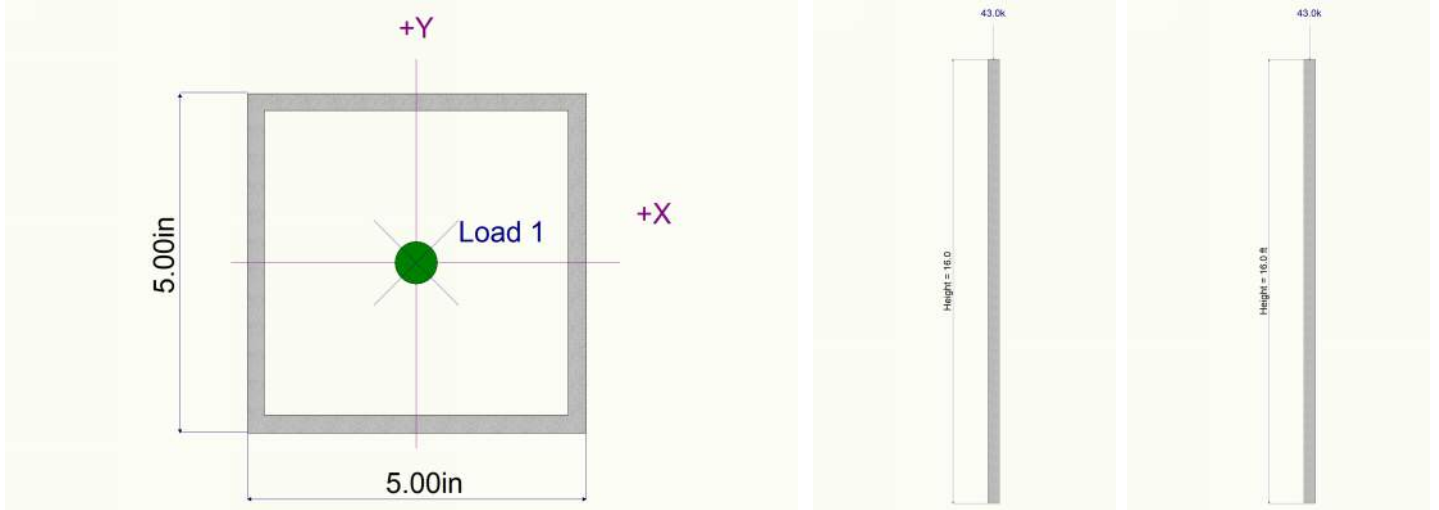 +Y
+X
Load 1
5.00in
5.00in
43.0k
Height = 16.0
43.0k
Height = 16.0 ft